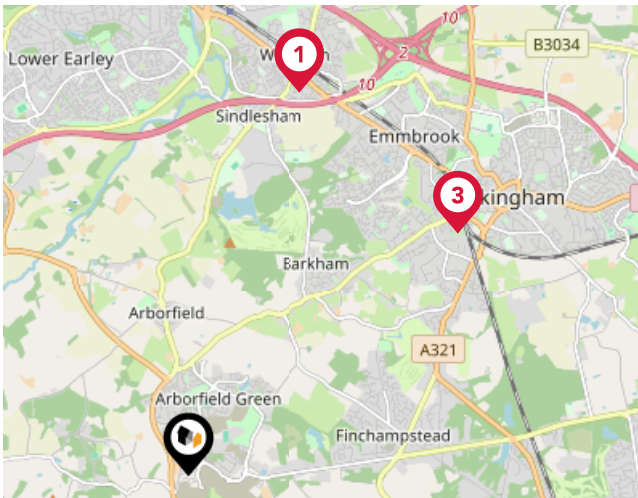 10
B3034
2
Lower Earley
1
10
Sindlesham
Emmbrook
3
kingham
Barkham
Arborfield
A321
Arborfield Green
Finchampstead